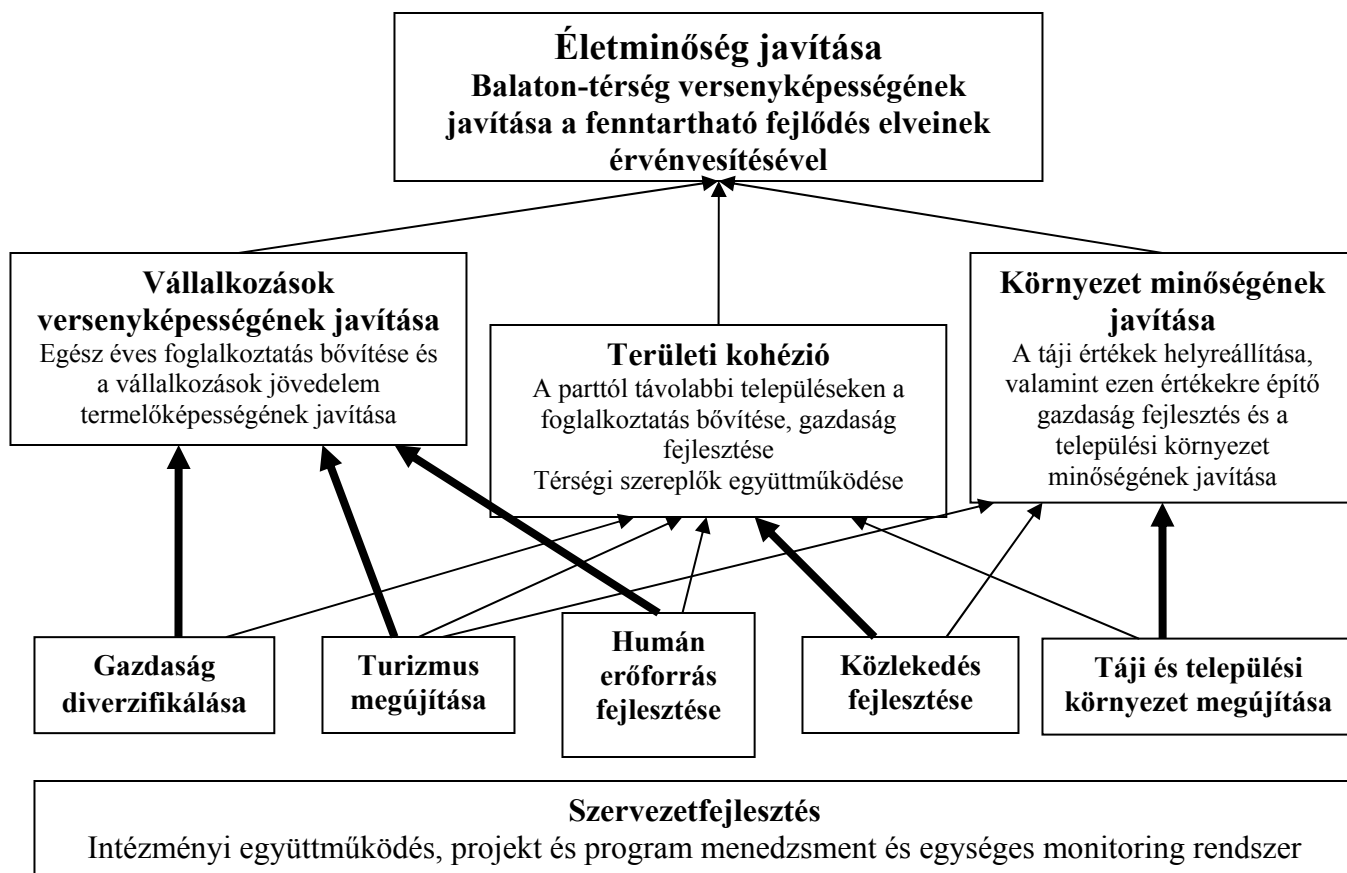 Életminőség javítása
Balaton-térség versenyképességének
javítása a fenntartható fejlődés elveinek
érvényesítésével
Vállalkozások
versenyképességének javítása
Egész éves foglalkoztatás bővítése és
a vállalkozások jövedelem
termelőképességének javítása
Területi kohézió
A parttól távolabbi településeken a
foglalkoztatás bővítése, gazdaság
fejlesztése
Térségi szereplők együttműködése
Környezet minőségének
javítása
A táji értékek helyreállítása,
valamint ezen értékekre építő
gazdaság fejlesztés és a
települési környezet
minőségének javítása
Gazdaság
diverzifikálása
Turizmus
megújítása
Humán
erőforrás
fejlesztése
Közlekedés
fejlesztése
Táji és települési
környezet megújítása
Szervezetfejlesztés
Intézményi együttműködés, projekt és program menedzsment és egységes monitoring rendszer